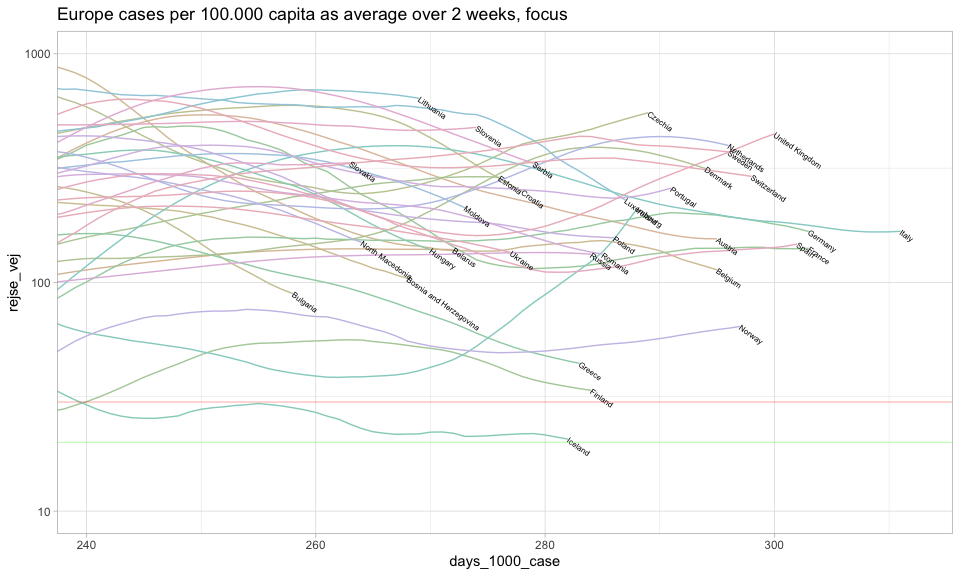 Europe cases per 100.000 capita as average over 2 weeks, focus
1000
100
10
rejse_vej
240
260
280
300
days_1000_case
Lithuania
Czechia
Slovenia
United Kingdom
Netherlands
Sweden
Slovakia
Serbia
Denmark
Switzerland
Estonia
Croatia
Portugal
Moldova
Germany
Italy
Poland
Austria
Spain
France
North Macedonia
Hungary
Belarus
Ukraine
Russia
Romania
Belgium
Bosnia and Herzegovina
Bulgaria
Norway
Greece
Finland
Iceland